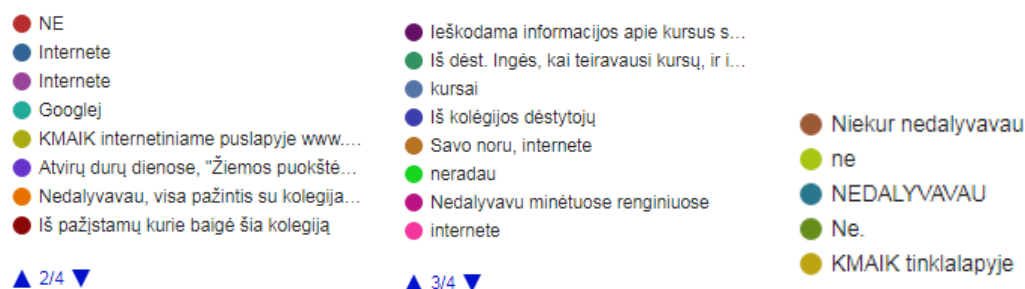 NE
Internete
Internete
Googlej
KMAIK internetiniame puslapyje www....
Atvirų durų dienose, "Žiemos puokštė...
Nedalyvavau, visa pažintis su kolegija...
Iš pažįstamų kurie baigė šia kolegiją
2/4
Ieškodama informacijos apie kursus s...
Iš dėst. Ingės, kai teiravausi kursų, ir i...
kursai
Iš kolėgijos dėstytojų
Savo noru, internete
neradau
Nedalyvavu minėtuose renginiuose
internete
3/4
Niekur nedalyvavau
ne
NEDALYVAVAU
Ne.
KMAIK tinklalapyje